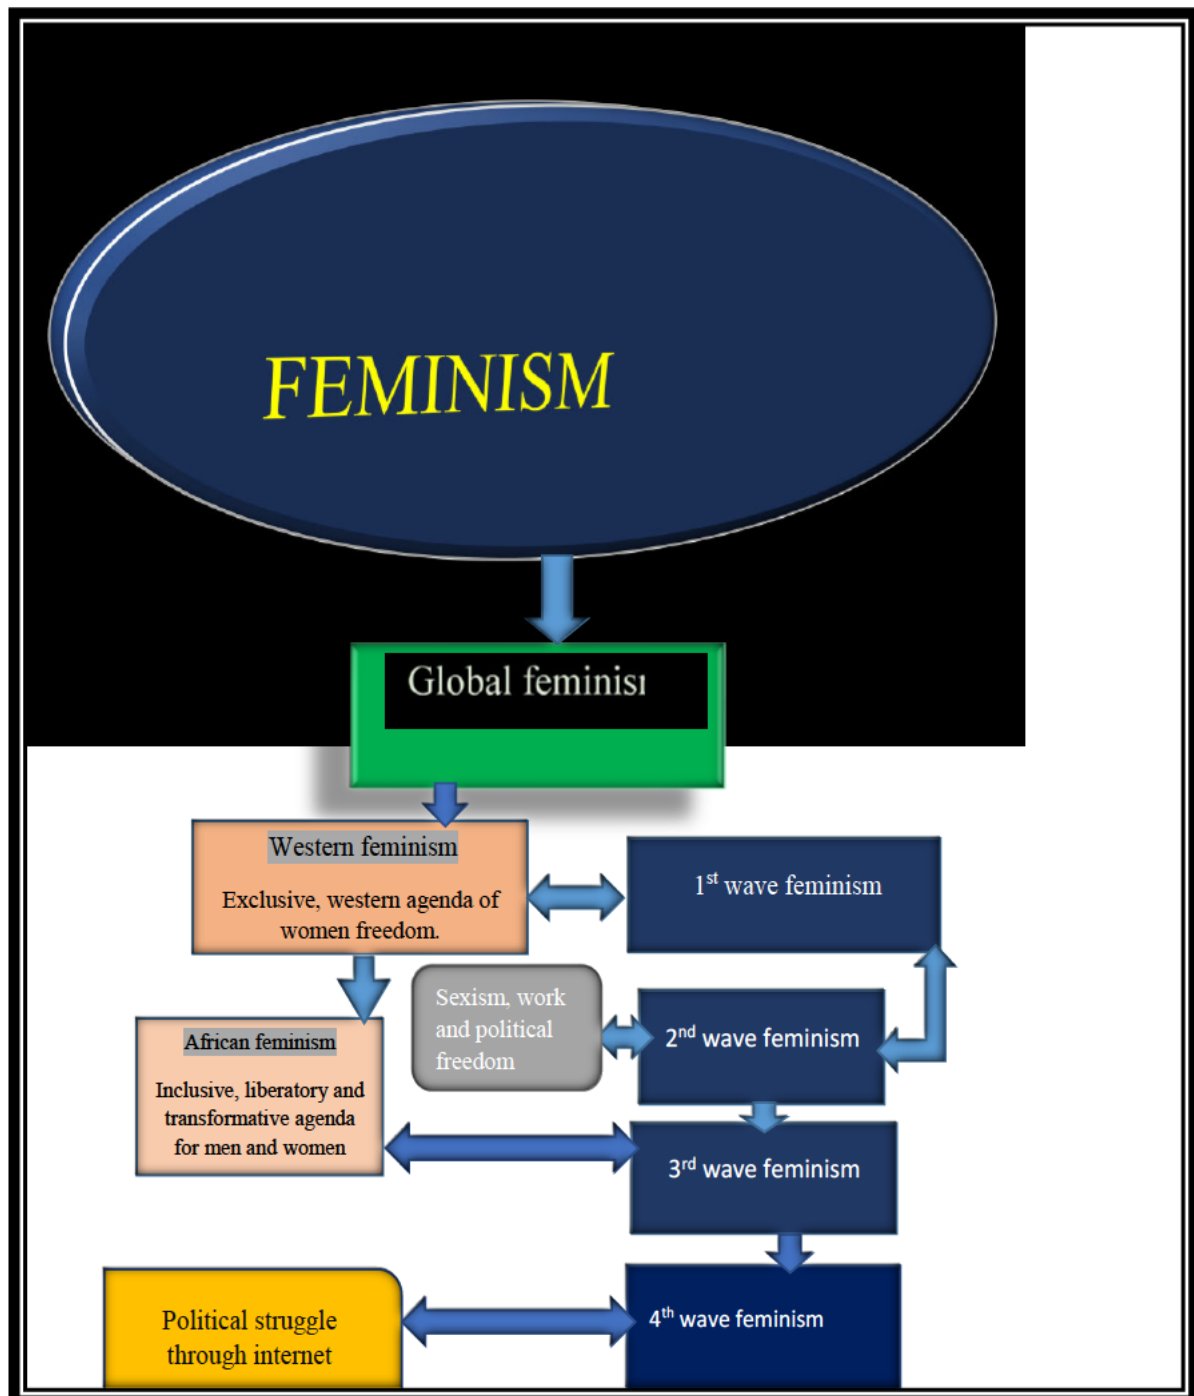 FEMINISM
Global feminis
Western feminism
Exclusive, western agenda of
women freedom.
1st wave feminism
Sexism, work
and political
freedom
2nd wave feminism
African feminism
Inclusive, liberatory and
transformative agenda
for men and women
3rd wave feminism
Political struggle
through internet
4th wave feminism